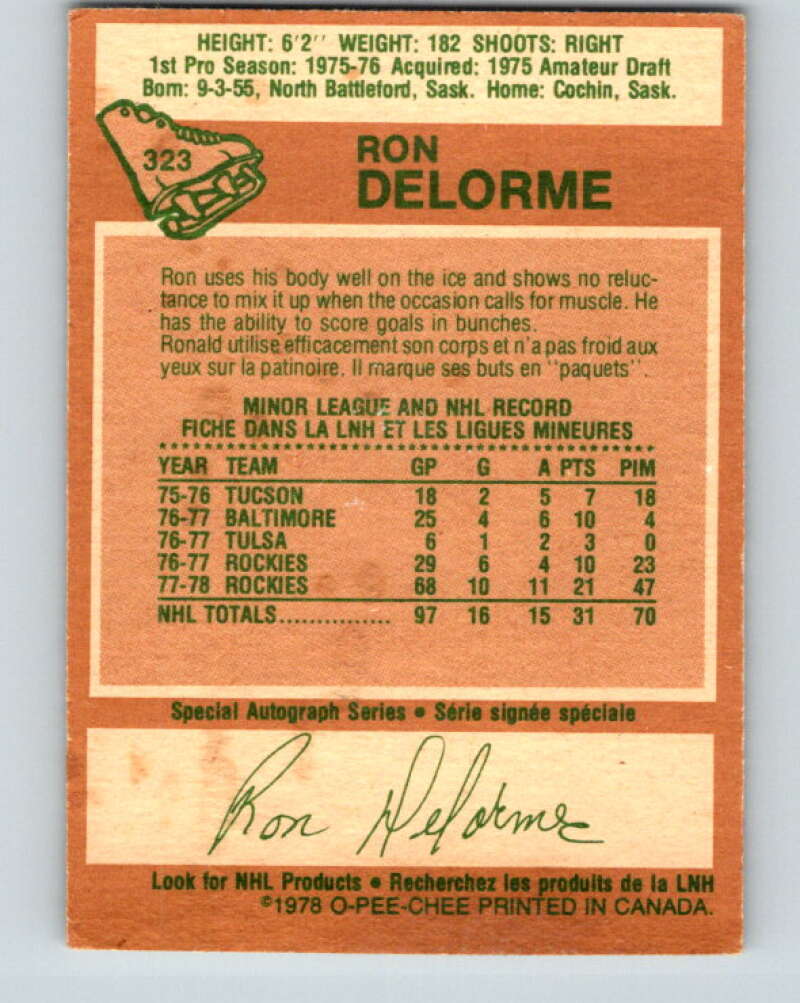 HEIGHT: 6'2'' WEIGHT: 182 SHOOTS: RIGHT
1st Pro Season: 1975-76 Acquired: 1975 Amateur Draft
Born: 9-3-55, North Battleford, Sask. Home: Cochin, Sask.
323
RON
DELORME
Ron uses his body well on the ice and shows no reluc-
tance to mix it up when the occasion calls for muscle. He
has the ability to score goals in bunches.
Ronald utilise efficacement son corps et n'a pas froid aux
yeux sur la patinoire. Il marque ses buts en ''paquets''.
MINOR LEAGUE AND NHL RECORD
FICHE DANS LA LNH ET LES LIGUES MINEURES
YEAR TEAM GP G A PTS PIM
75-76 TUCSON 18 2 5 7 18
76-77 BALTIMORE 25 4 6 10 4
76-77 TULSA 6 1 2 3 0
76-77 ROCKIES 29 6 4 10 23
77-78 ROCKIES 68 10 11 21 47
NHL TOTALS............... 97 16 15 31 70
Special Autograph Series • Série signée spéciale
Ron Delorme
Look for NHL Products • Recherchez les produits de la LNH
©1978 O-PEE-CHEE PRINTED IN CANADA.